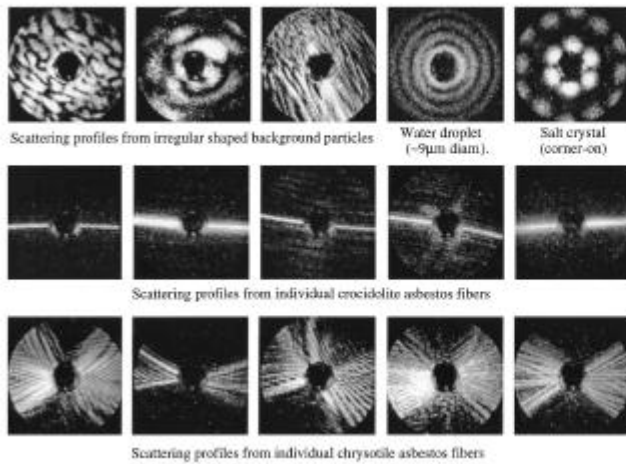 Scattering profiles from irregular shaped background particles
Water droplet
(~9μm diam).
Salt crystal
(corner-on)
Scattering profiles from individual crocidolite asbestos fibers
Scattering profiles from individual chrysotile asbestos fibers